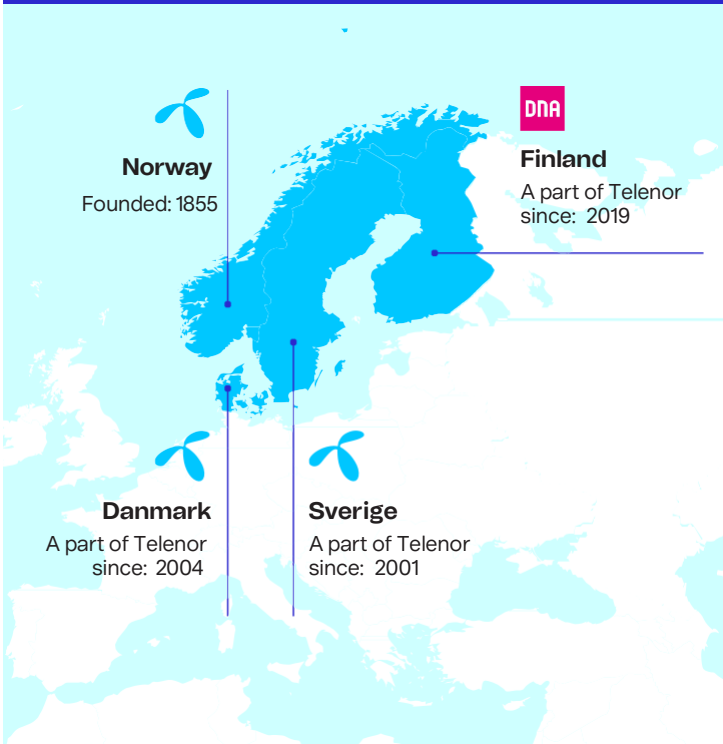 Norway
Founded: 1855
DNA
Finland
A part of Telenor
since: 2019
Danmark
A part of Telenor
since: 2004
Sverige
A part of Telenor
since: 2001